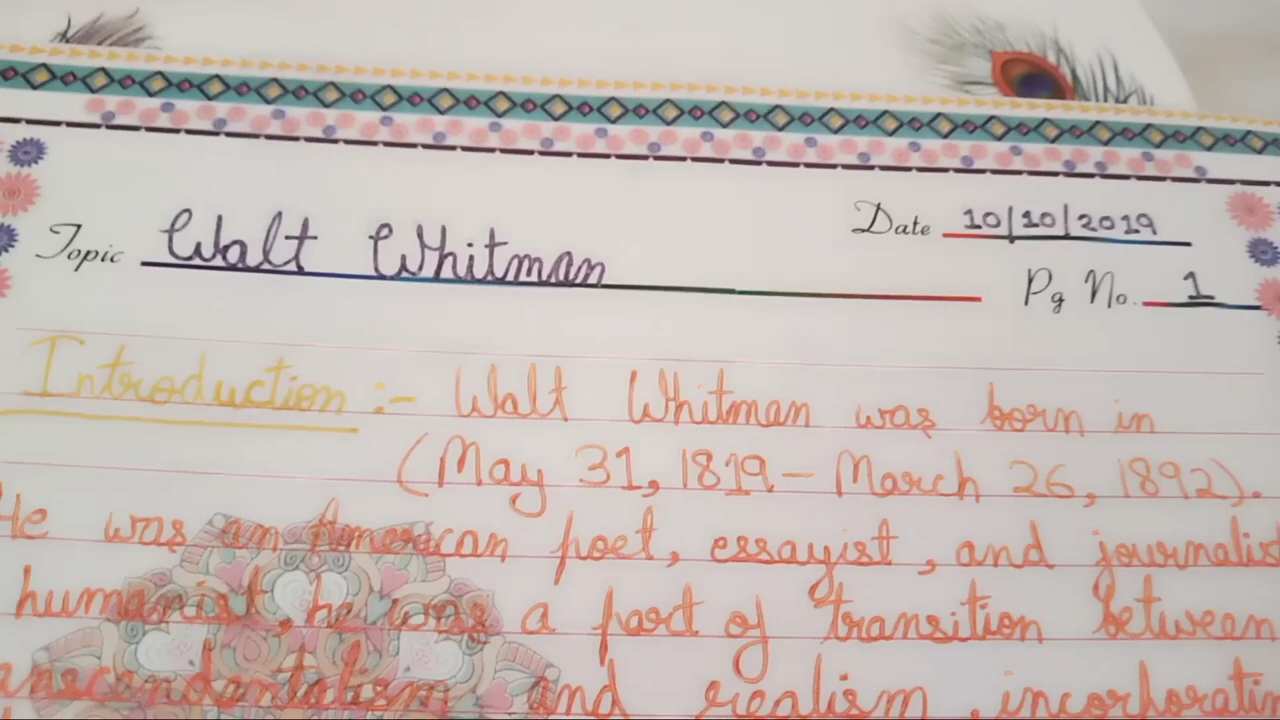 Topic Walt Whitman
Date 10/10/2019
Pg No. 1
Introduction :- Walt Whitman was born in
(May 31, 1819 - March 26, 1892).
He was an American poet, essayist, and journalist
humanist, he was a part of transition between
anscendentalism and realism, incorporatin